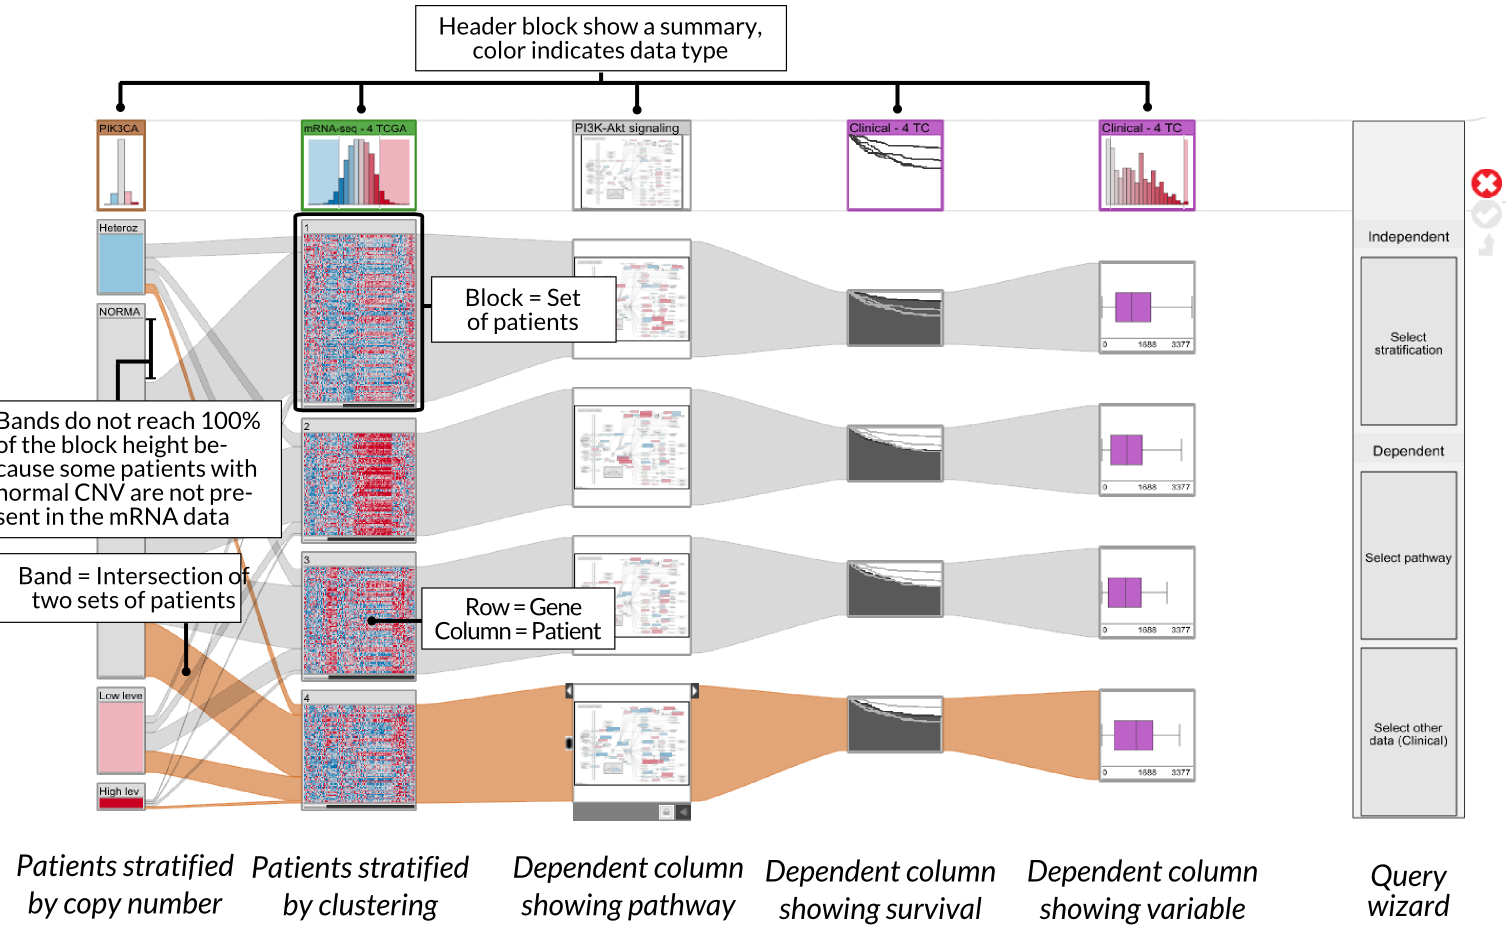 Header block show a summary,
color indicates data type
PIK3CA
mRNA-seq - 4 TCGA
PI3K-Akt signaling
Clinical - 4 TC
Clinical - 4 TC
Heteroz
NORMA
Low leve
High lev
1
2
3
4
Block = Set
of patients
Bands do not reach 100%
of the block height be-
cause some patients with
normal CNV are not pre-
sent in the mRNA data
Band = Intersection of
two sets of patients
Row = Gene
Column = Patient
0 1688 3377
0 1688 3377
0 1688 3377
0 1688 3377
Independent
Select
stratification
Dependent
Select pathway
Select other
data (Clinical)
Patients stratified
by copy number
Patients stratified
by clustering
Dependent column
showing pathway
Dependent column
showing survival
Dependent column
showing variable
Query
wizard